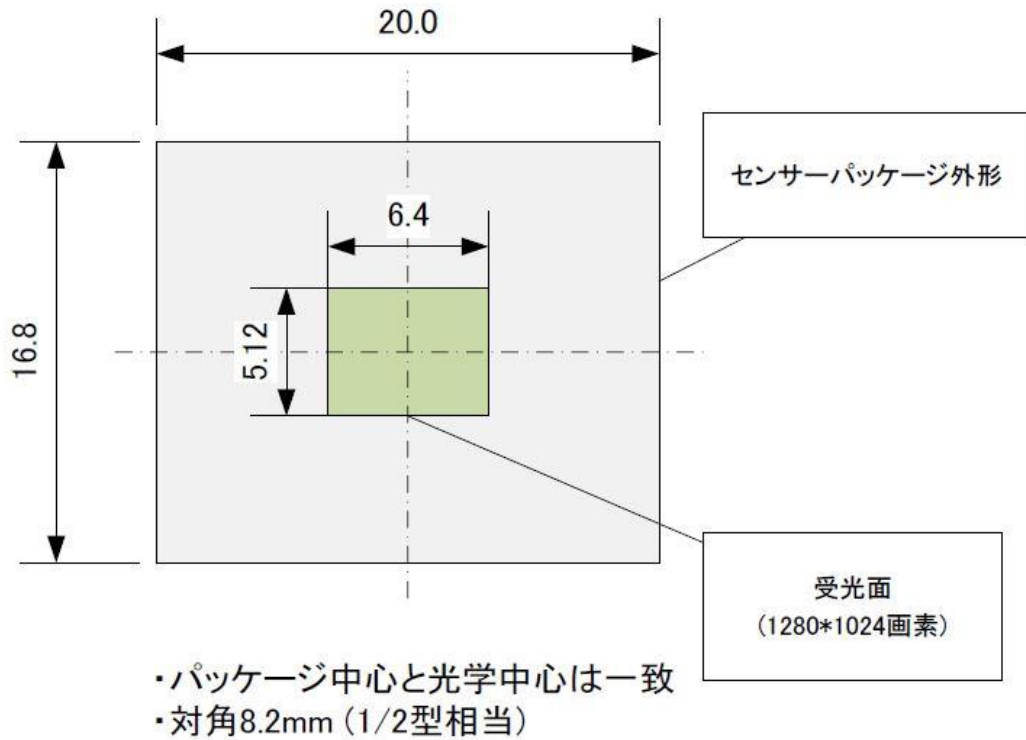 20.0
センサーパッケージ外形
6.4
16.8
5.12
受光面
(1280*1024画素)
・パッケージ中心と光学中心は一致
・対角8.2mm (1/2型相当)